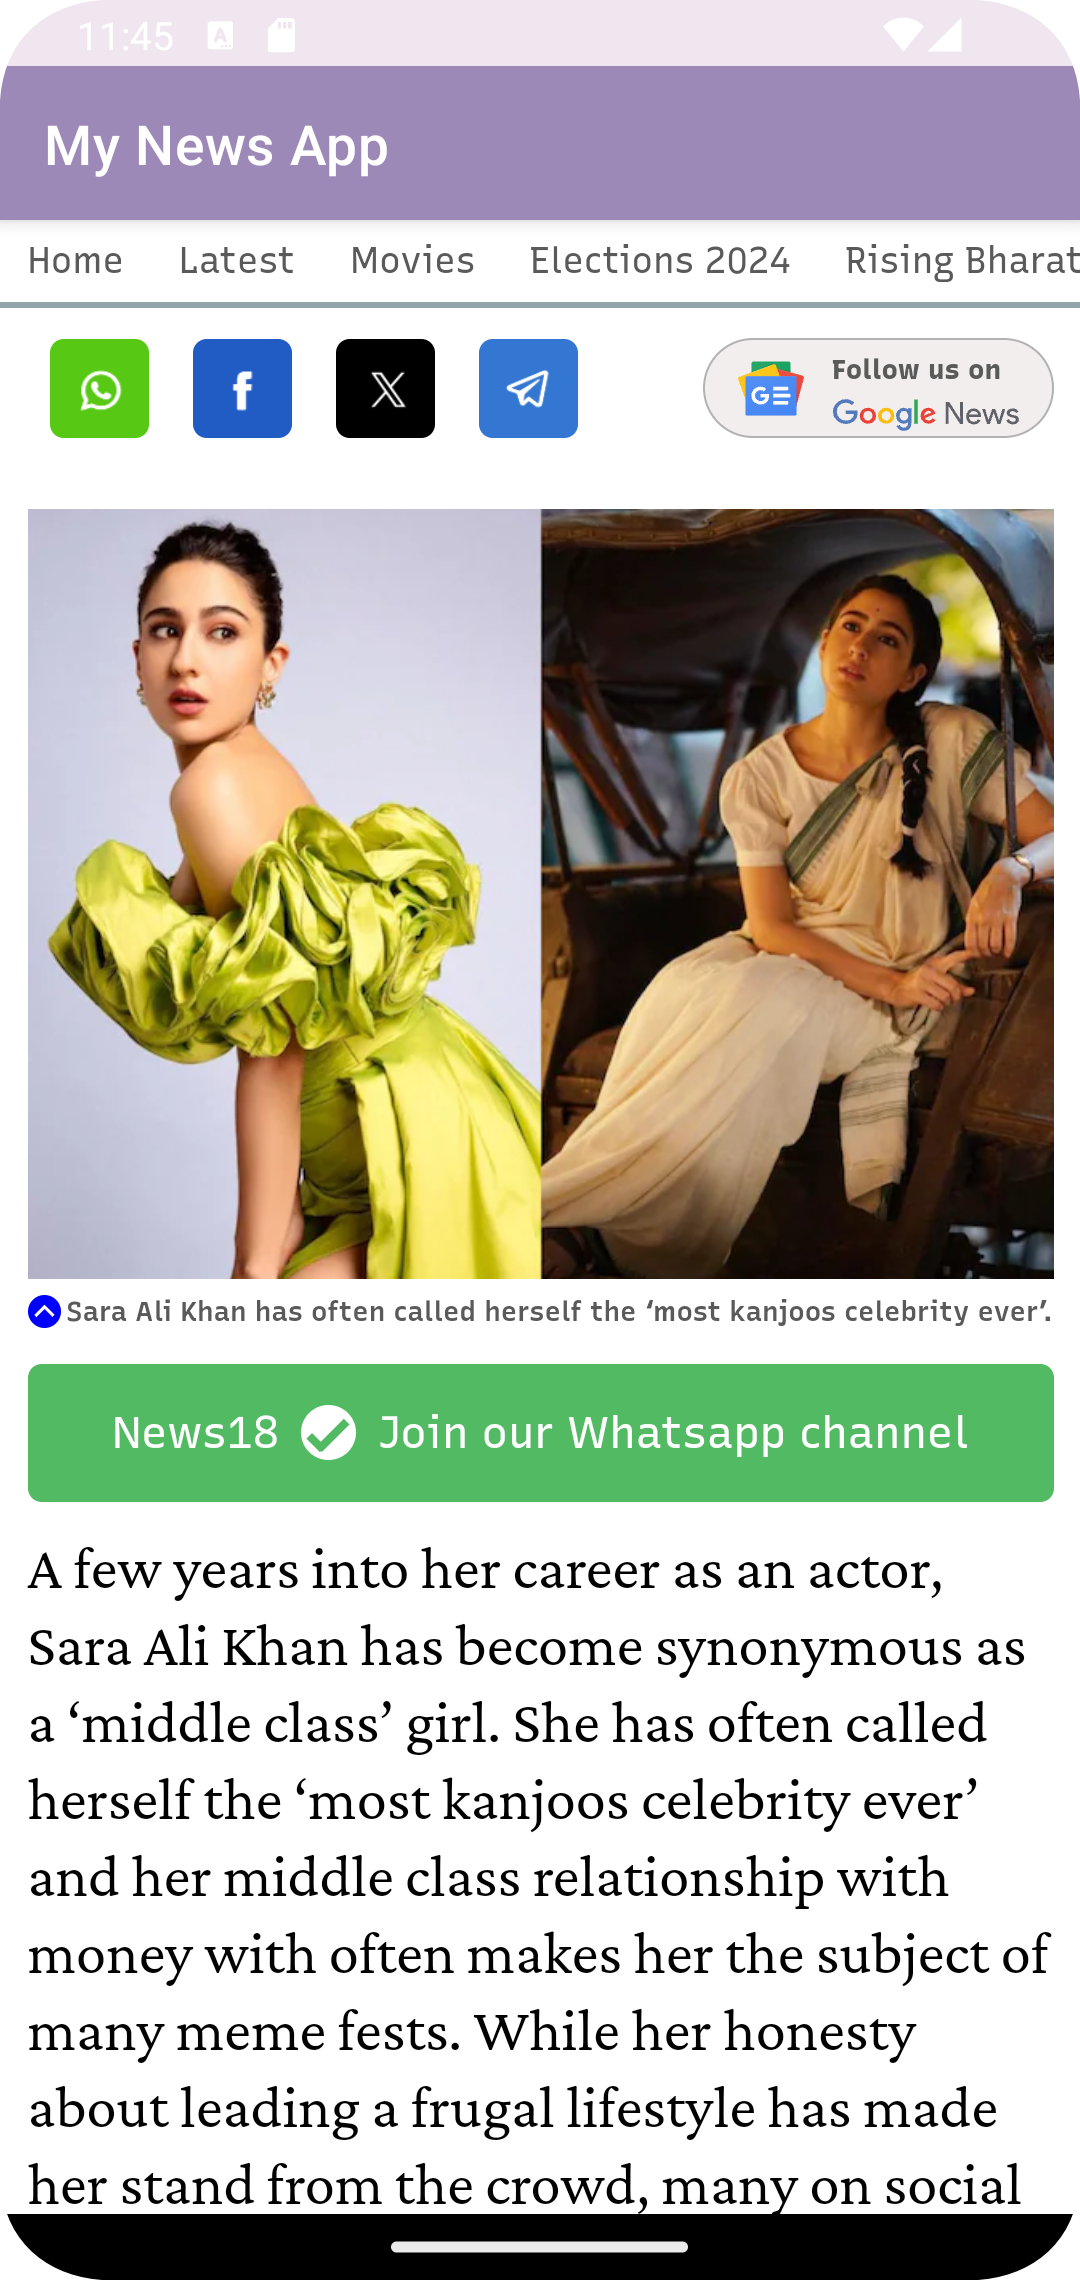 11:45
My News App
Home Latest Movies Elections 2024 Rising Bharat
Follow us on
Google News
Sara Ali Khan has often called herself the ‘most kanjoos celebrity ever’.
News18 Join our Whatsapp channel
A few years into her career as an actor,
Sara Ali Khan has become synonymous as
a ‘middle class’ girl. She has often called
herself the ‘most kanjoos celebrity ever’
and her middle class relationship with
money with often makes her the subject of
many meme fests. While her honesty
about leading a frugal lifestyle has made
her stand from the crowd, many on social